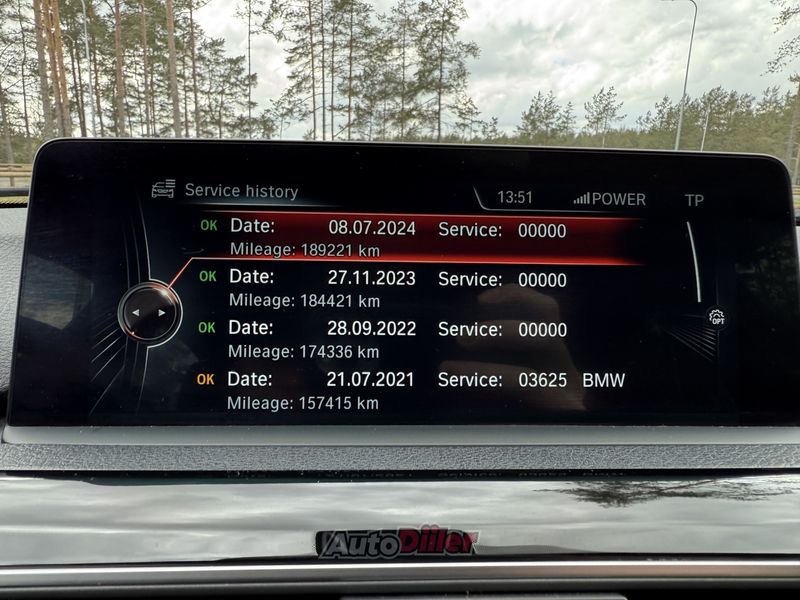 Service history
13:51
POWER
TP
OK Date: 08.07.2024 Service: 00000
Mileage: 189221 km
OK Date: 27.11.2023 Service: 00000
Mileage: 184421 km
OK Date: 28.09.2022 Service: 00000
Mileage: 174336 km
OK Date: 21.07.2021 Service: 03625 BMW
Mileage: 157415 km
OPT
AutoDiiler